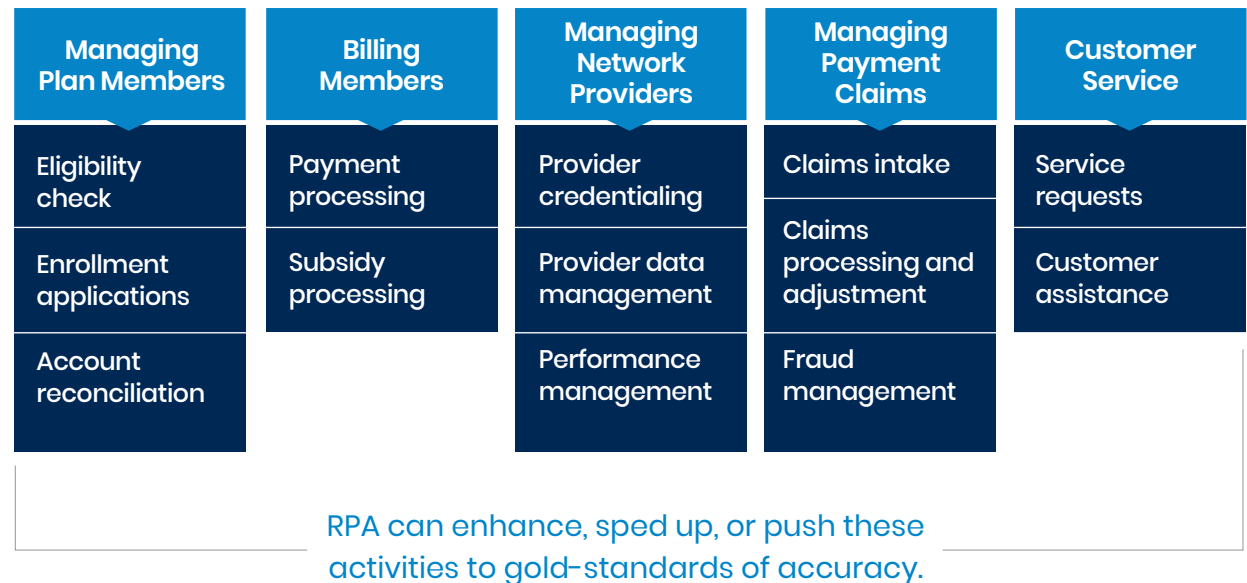 Managing
Plan Members
Eligibility
check
Enrollment
applications
Account
reconciliation
Billing
Members
Payment
processing
Subsidy
processing
Managing
Network
Providers
Provider
credentialing
Provider data
management
Performance
management
Managing
Payment
Claims
Claims intake
Claims
processing and
adjustment
Fraud
management
Customer
Service
Service
requests
Customer
assistance
RPA can enhance, sped up, or push these
activities to gold-standards of accuracy.